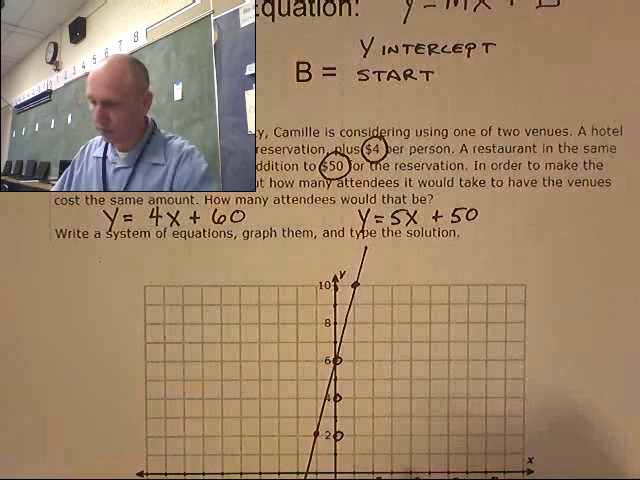 Equation: y = mx + B
Y INTERCEPT
B = START
y, Camille is considering using one of two venues. A hotel
reservation, plus $4 per person. A restaurant in the same
ddition to $50 for the reservation. In order to make the
t how many attendees it would take to have the venues
cost the same amount. How many attendees would that be?
Y = 4X + 60 Y = 5X + 50
Write a system of equations, graph them, and type the solution.
y
10
8
6
4
2
x
0 1 2 3 4 5 6 7 8